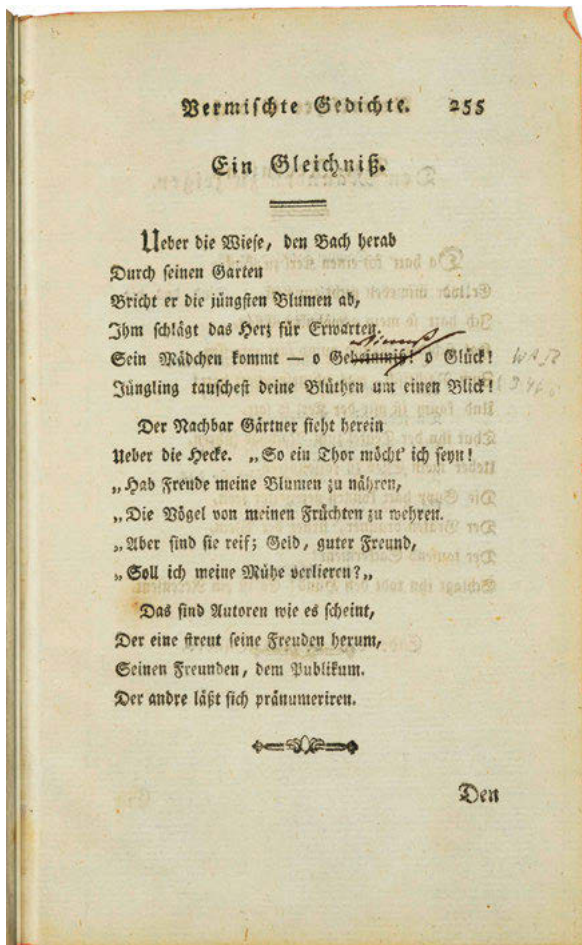 Vermischte Gedichte. 255
Ein Gleichniß.
Ueber die Wiese, den Bach herab
Durch seinen Garten
Bricht er die jüngsten Blumen ab,
Ihm schlägt das Herz für Erwarten.
Sein Mädchen kommt — o Geheimniß! o Glück!
Jüngling tauschest deine Blüthen um einen Blick!
Der Nachbar Gärtner sieht herein
Ueber die Hecke. „So ein Thor möcht' ich seyn!
„Hab Freude meine Blumen zu nähren,
„Die Vögel von meinen Früchten zu wehren.
„Aber sind sie reif; Geld, guter Freund,
„Soll ich meine Mühe verlieren?„
Das sind Autoren wie es scheint,
Der eine streut seine Freuden herum,
Seinen Freunden, dem Publikum.
Der andre läßt sich pränumeriren.
Den